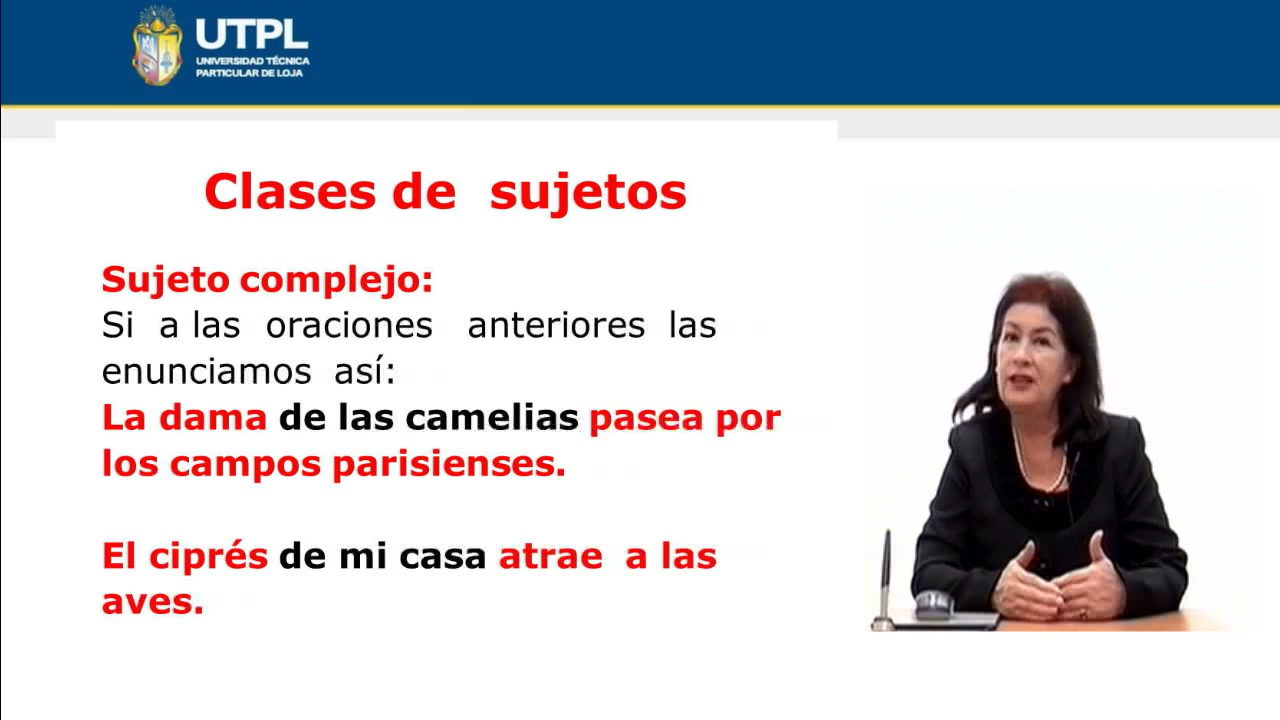 UTPL
UNIVERSIDAD TÉCNICA
PARTICULAR DE LOJA
Clases de sujetos
Sujeto complejo:
Si a las oraciones anteriores las
enunciamos así:
La dama de las camelias pasea por
los campos parisienses.
El ciprés de mi casa atrae a las
aves.